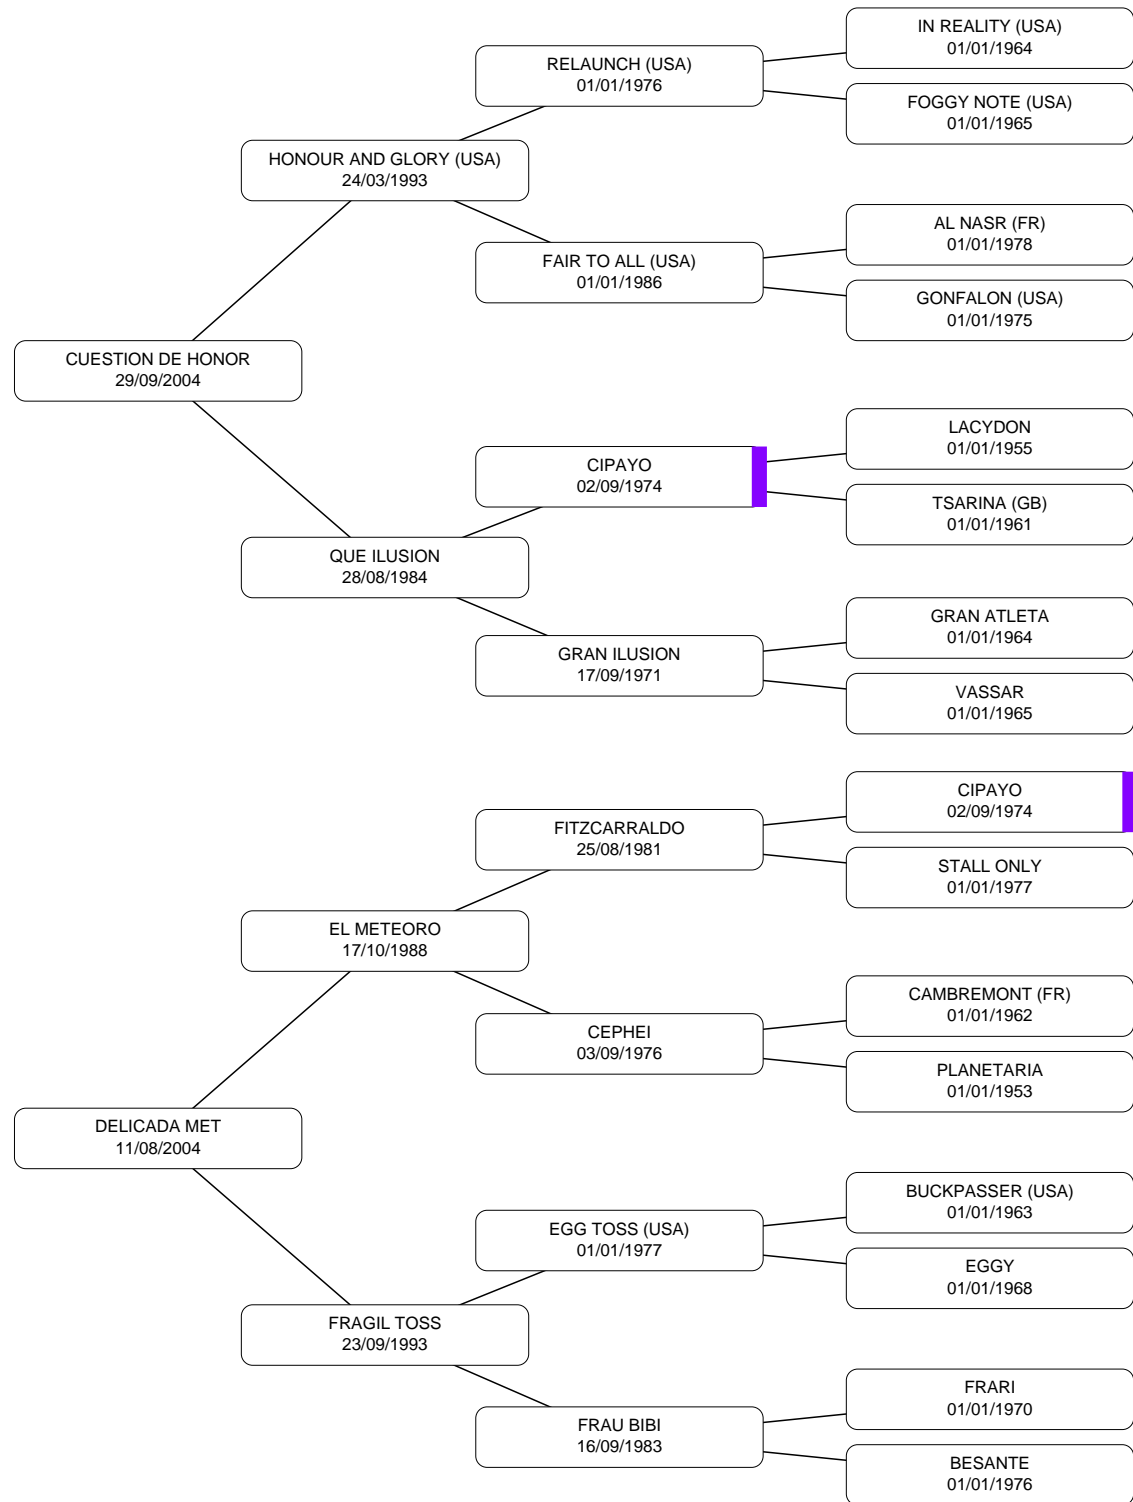 IN REALITY (USA)
01/01/1964
RELAUNCH (USA)
01/01/1976
FOGGY NOTE (USA)
01/01/1965
HONOUR AND GLORY (USA)
24/03/1993
AL NASR (FR)
01/01/1978
FAIR TO ALL (USA)
01/01/1986
GONFALON (USA)
01/01/1975
CUESTION DE HONOR
29/09/2004
LACYDON
01/01/1955
CIPAYO
02/09/1974
TSARINA (GB)
01/01/1961
QUE ILUSION
28/08/1984
GRAN ATLETA
01/01/1964
GRAN ILUSION
17/09/1971
VASSAR
01/01/1965
CIPAYO
02/09/1974
FITZCARRALDO
25/08/1981
STALL ONLY
01/01/1977
EL METEORO
17/10/1988
CAMBREMONT (FR)
01/01/1962
CEPHEI
03/09/1976
PLANETARIA
01/01/1953
DELICADA MET
11/08/2004
BUCKPASSER (USA)
01/01/1963
EGG TOSS (USA)
01/01/1977
EGGY
01/01/1968
FRAGIL TOSS
23/09/1993
FRARI
01/01/1970
FRAU BIBI
16/09/1983
BESANTE
01/01/1976